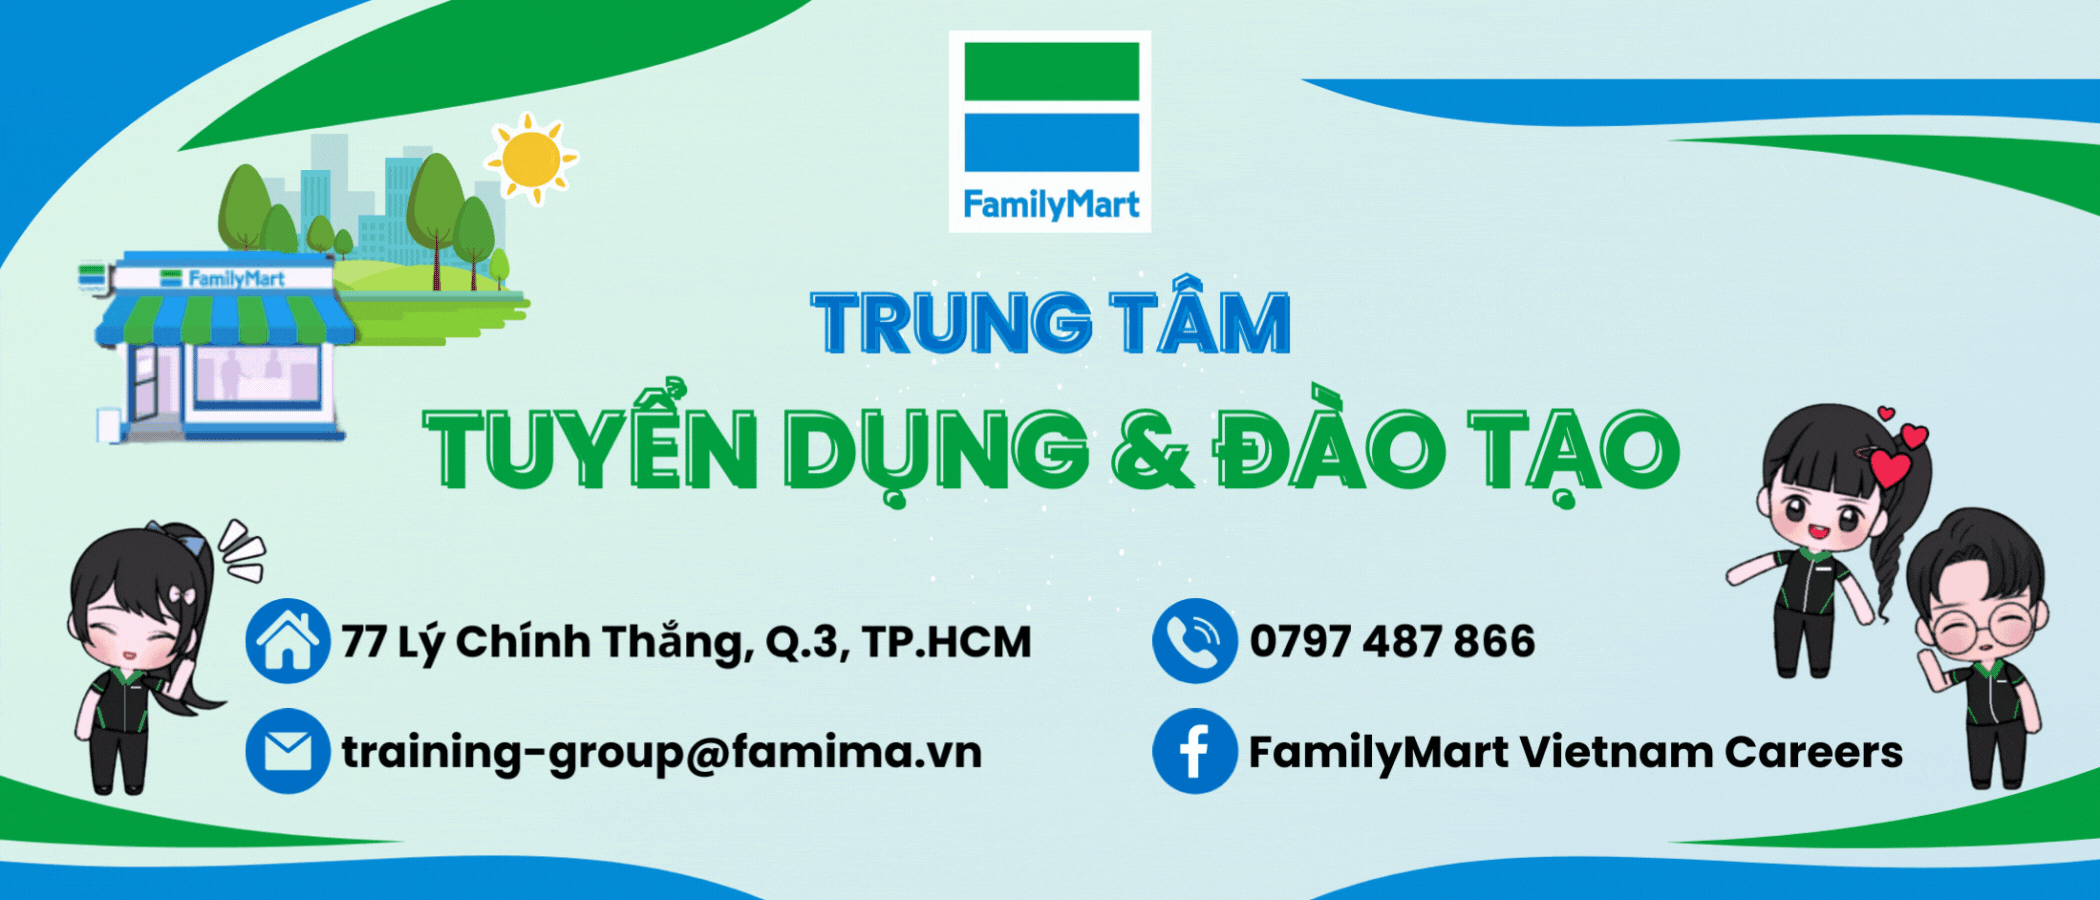 FamilyMart
FamilyMart
TRUNG TÂM
TUYỂN DỤNG & ĐÀO TẠO
77 Lý Chính Thắng, Q.3, TP.HCM
0797 487 866
training-group@famima.vn
FamilyMart Vietnam Careers